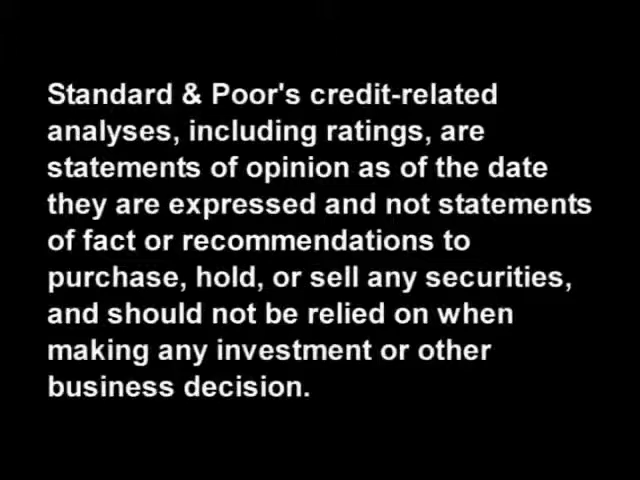 Standard & Poor's credit-related
analyses, including ratings, are
statements of opinion as of the date
they are expressed and not statements
of fact or recommendations to
purchase, hold, or sell any securities,
and should not be relied on when
making any investment or other
business decision.